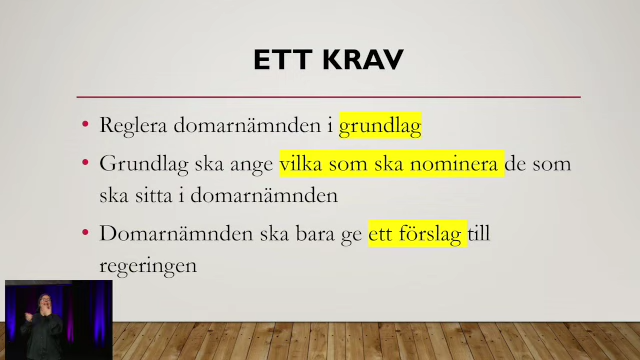 ETT KRAV
• Reglera domarnämnden i grundlag
• Grundlag ska ange vilka som ska nominera de som
ska sitta i domarnämnden
• Domarnämnden ska bara ge ett förslag till
regeringen